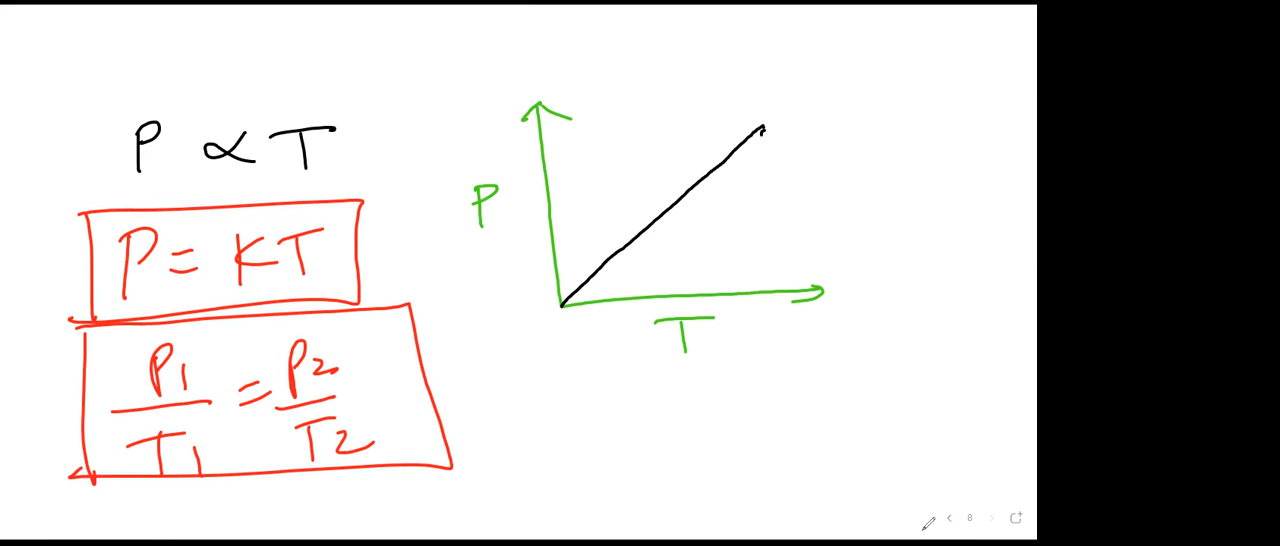 P ∝ T
P = KT
P1/T1 = P2/T2
P
T
8